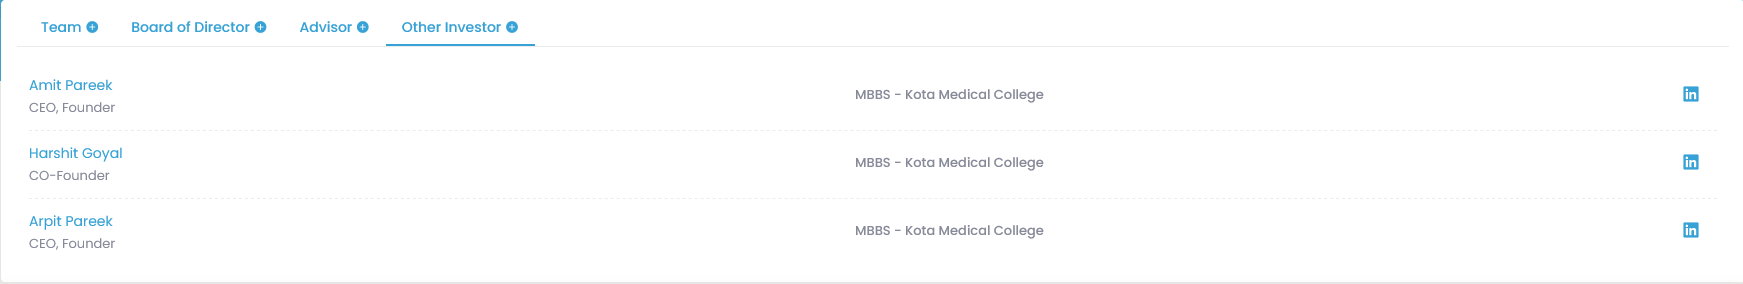 Team Board of Director Advisor Other Investor
Amit Pareek
CEO, Founder
MBBS - Kota Medical College
Harshit Goyal
CO-Founder
MBBS - Kota Medical College
Arpit Pareek
CEO, Founder
MBBS - Kota Medical College